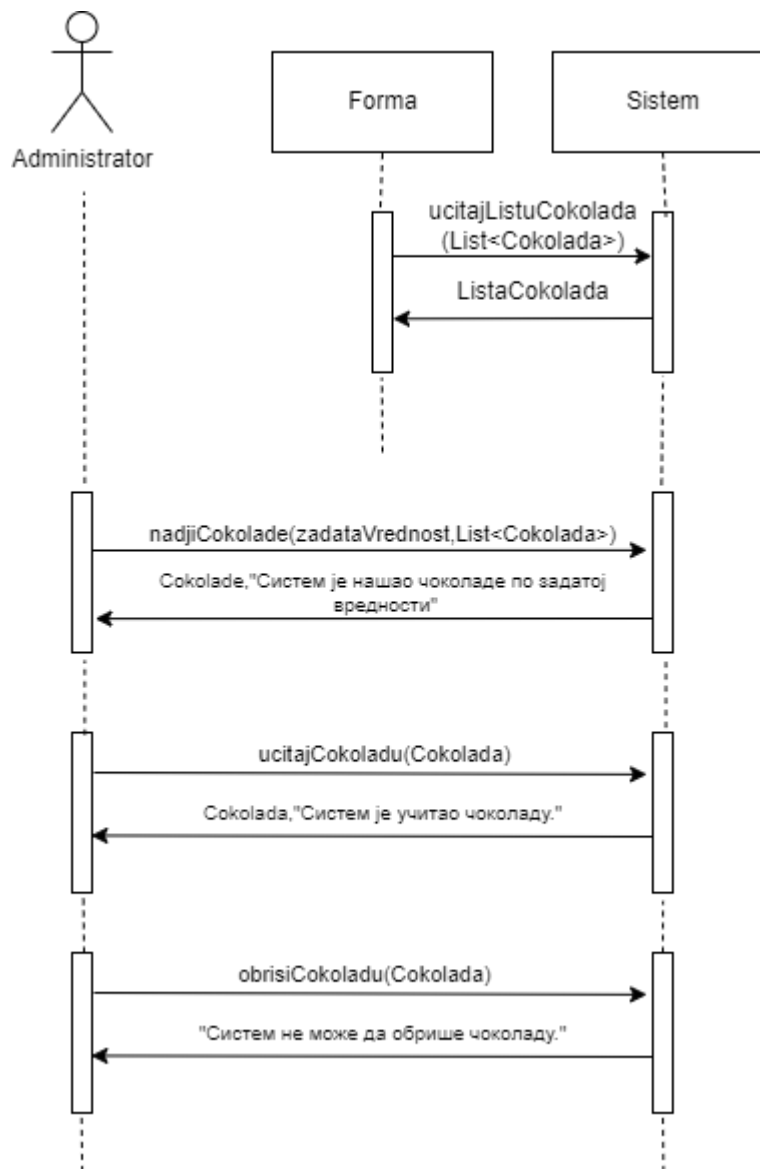 Administrator
Forma
Sistem
ucitajListuCokolada
(List<Cokolada>)
ListaCokolada
nadjiCokolade(zadataVrednost,List<Cokolada>)
Cokolade,"Систем је нашао чоколаде по задатој
вредности"
ucitajCokoladu(Cokolada)
Cokolada,"Систем је учитао чоколаду."
obrisiCokoladu(Cokolada)
"Систем не може да обрише чоколаду."